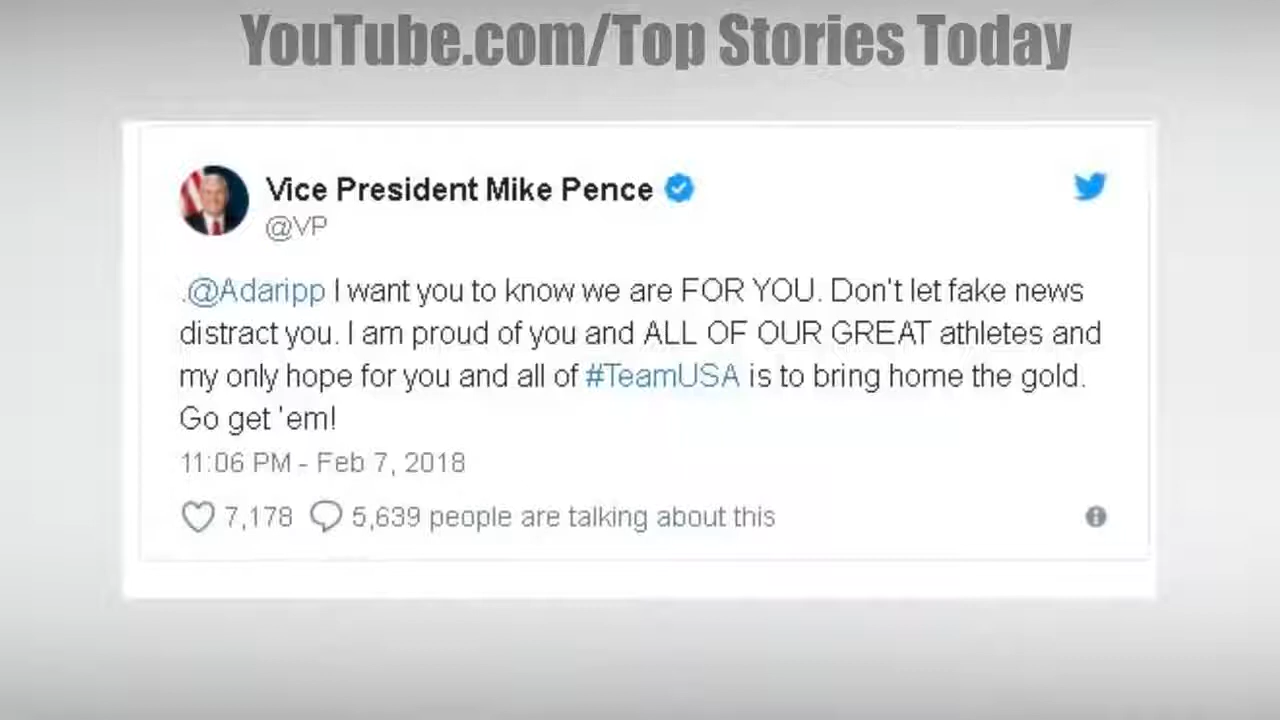 YouTube.com/Top Stories Today
Vice President Mike Pence
@VP
.@Adaripp I want you to know we are FOR YOU. Don't let fake news
distract you. I am proud of you and ALL OF OUR GREAT athletes and
my only hope for you and all of #TeamUSA is to bring home the gold.
Go get 'em!
11:06 PM - Feb 7, 2018
7,178 5,639 people are talking about this